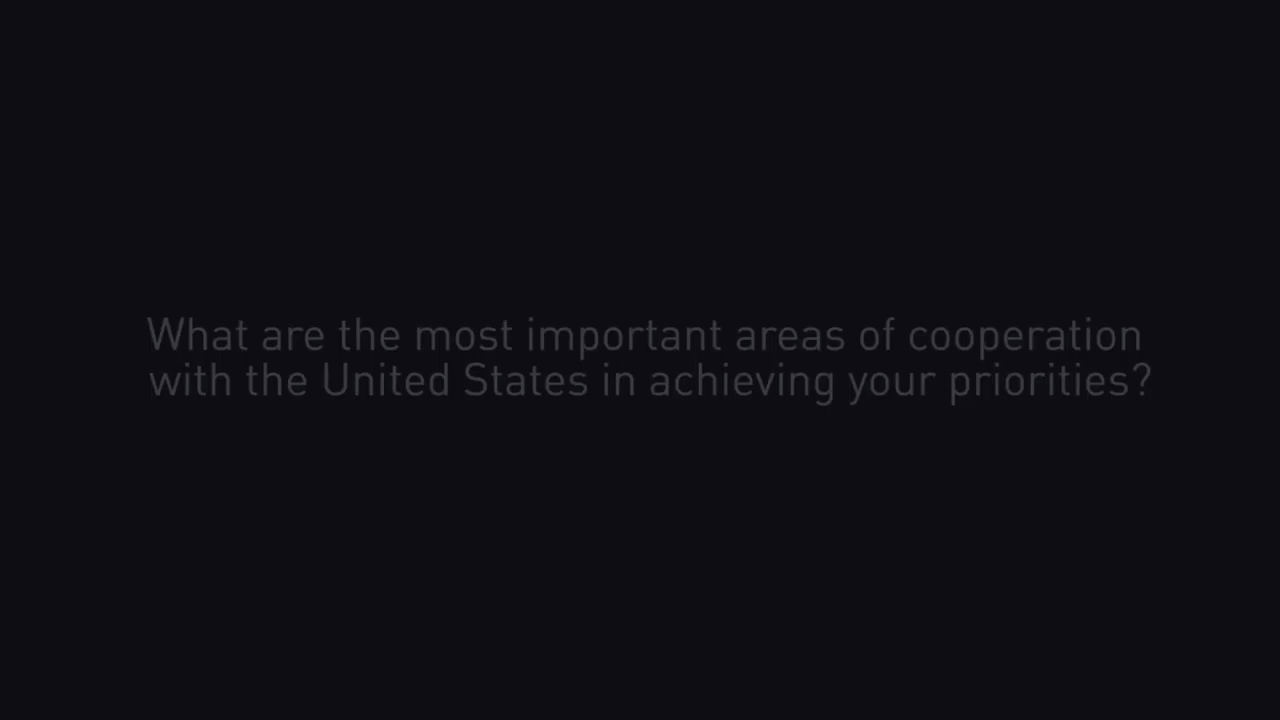 What are the most important areas of cooperation
with the United States in achieving your priorities?